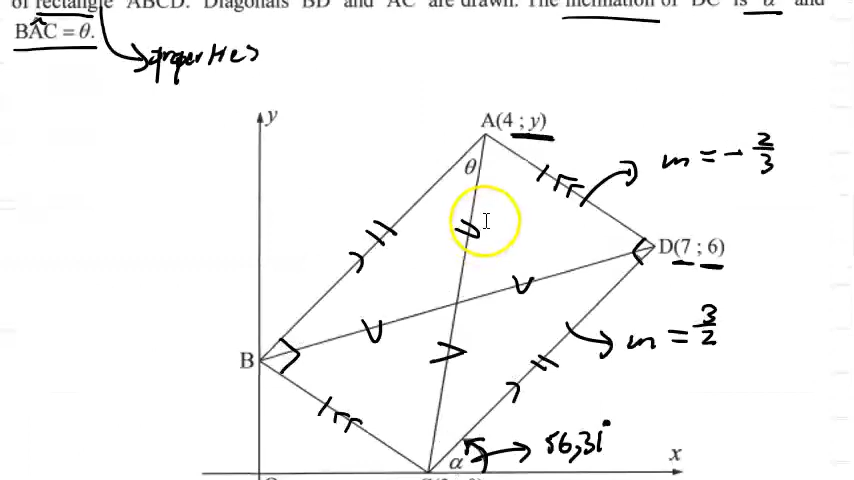 of rectangle ABCD. Diagonals BD and AC are drawn. The inclination of DC is α and
BÂC = θ.
properties
y
A(4 ; y)
m = - 2/3
θ
D(7 ; 6)
m = 3/2
B
56,31°
α
x